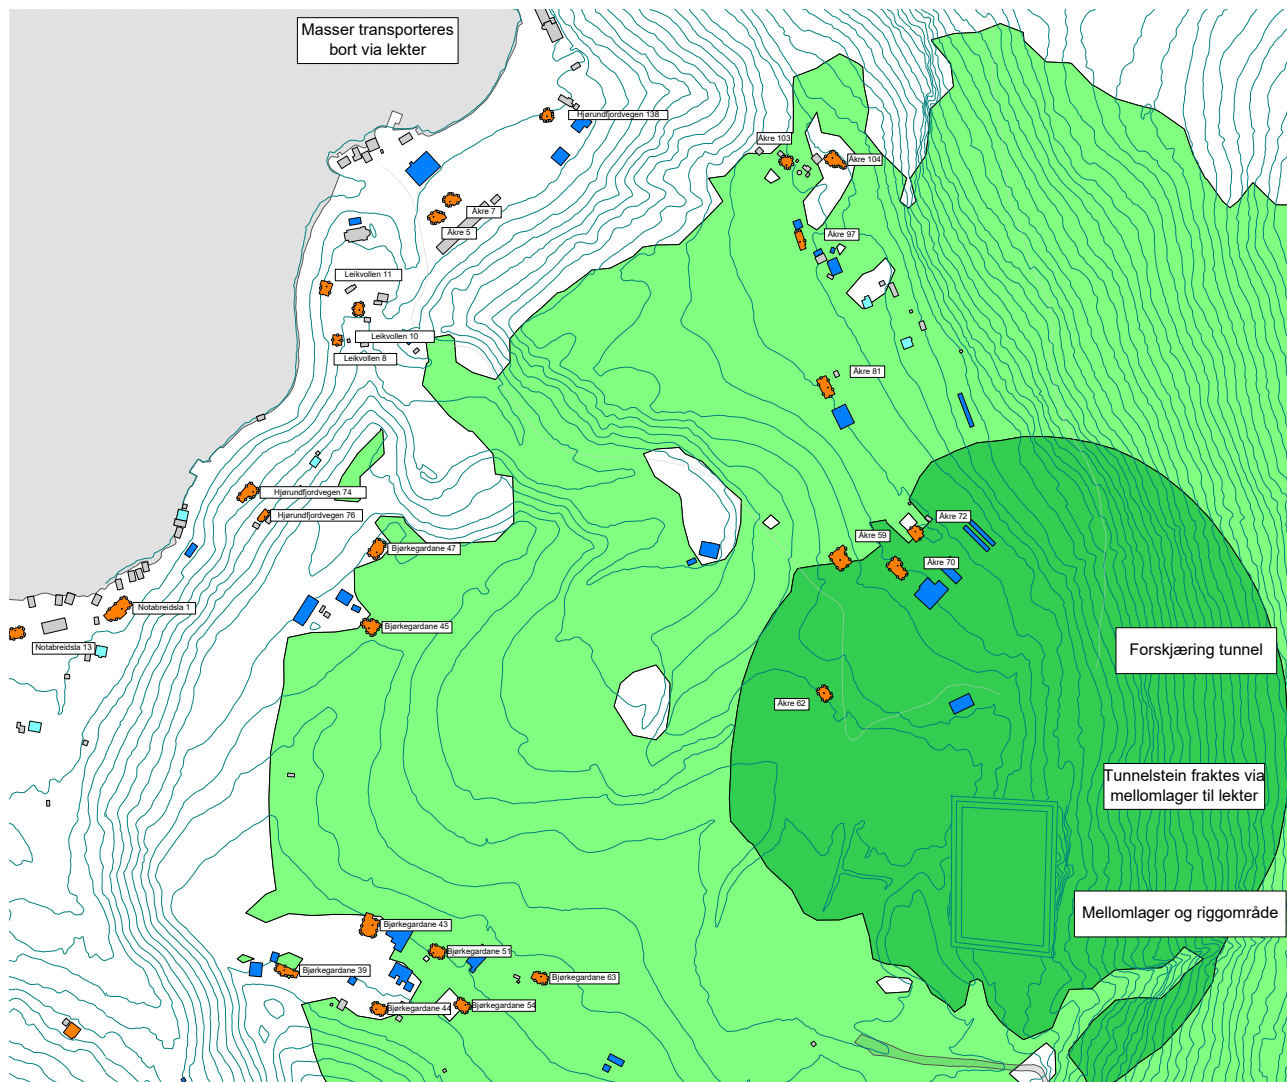 Masser transporteres
bort via lekter
Hjørundfjordvegen 138
Åkre 103
Åkre 104
Åkre 7
Åkre 5
Åkre 97
Leikvollen 11
Leikvollen 10
Leikvollen 8
Åkre 81
Hjørundfjordvegen 74
Hjørundfjordvegen 76
Bjørkegardane 47
Åkre 72
Åkre 59
Åkre 70
Notabreidsla 1
Bjørkegardane 45
Notabreidsla 13
Forskjæring tunnel
Åkre 62
Tunnelstein fraktes via
mellomlager til lekter
Mellomlager og riggområde
Bjørkegardane 43
Bjørkegardane 51
Bjørkegardane 39
Bjørkegardane 63
Bjørkegardane 44
Bjørkegardane 54